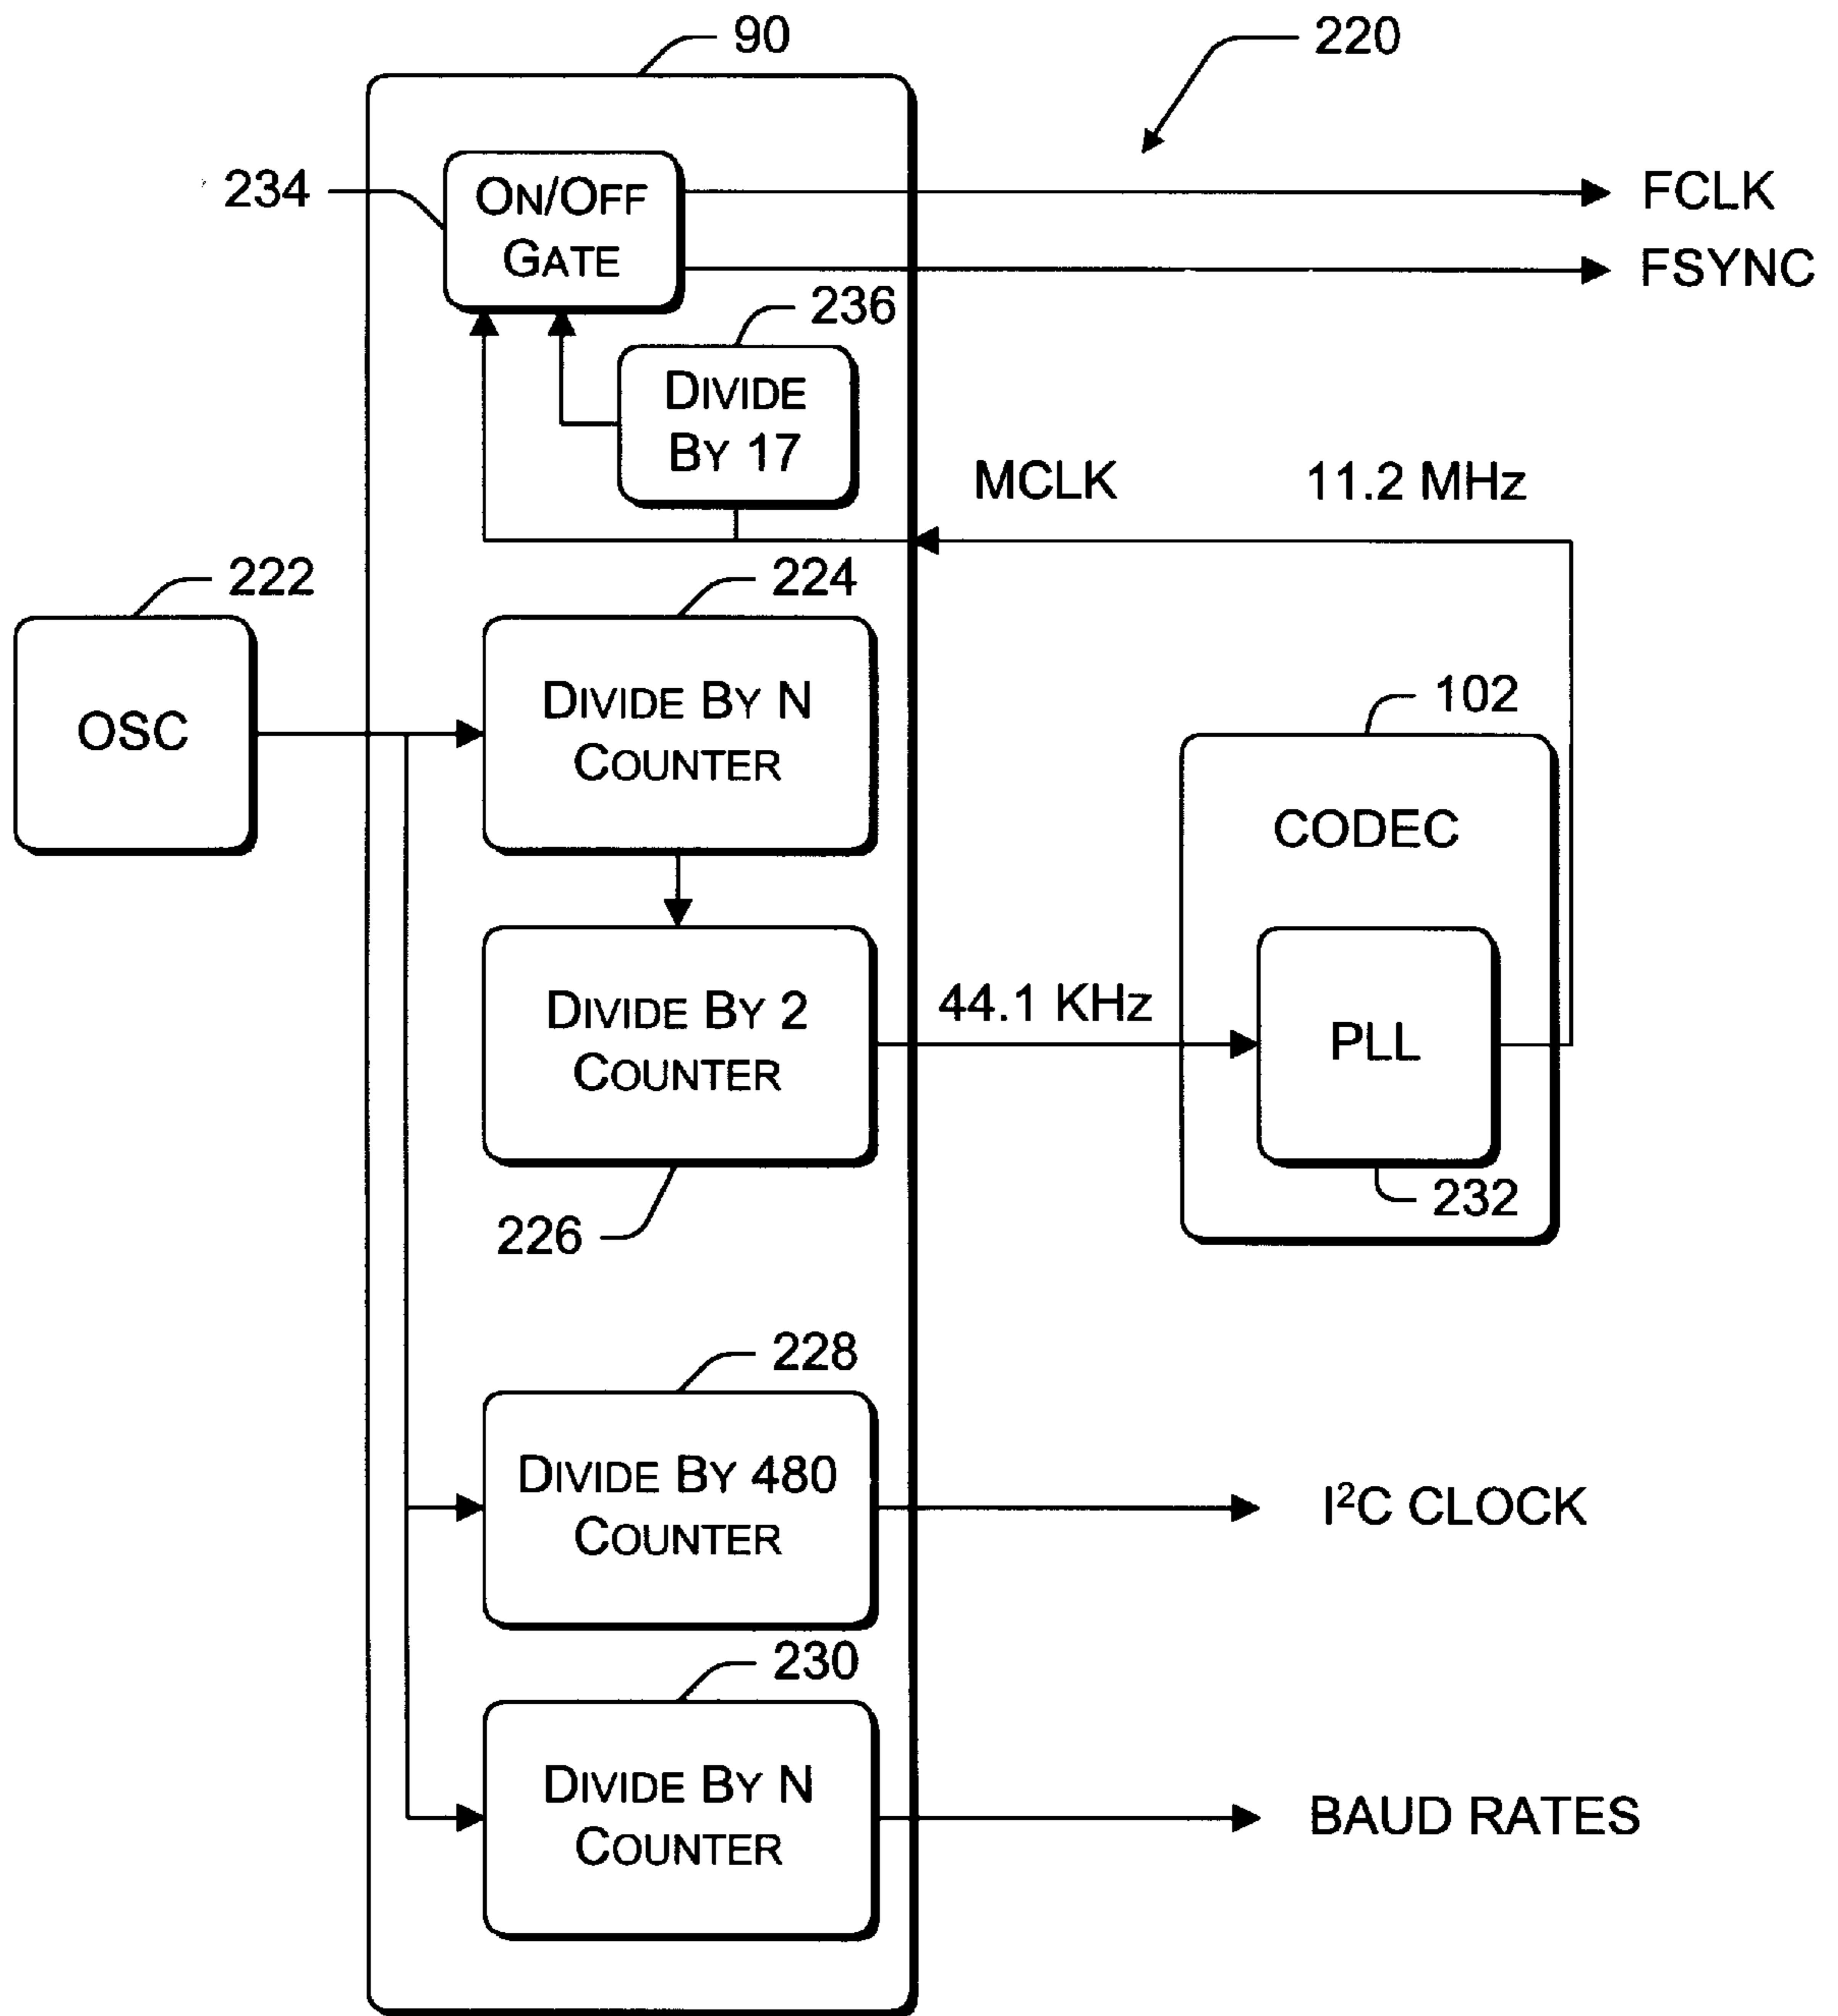 90
220
234
ON/OFF
GATE
FCLK
FSYNC
236
DIVIDE
BY 17
MCLK
11.2 MHz
222
224
OSC
DIVIDE BY N
COUNTER
102
CODEC
DIVIDE BY 2
COUNTER
44.1 KHz
PLL
226
232
228
DIVIDE BY 480
COUNTER
I²C CLOCK
230
DIVIDE BY N
COUNTER
BAUD RATES